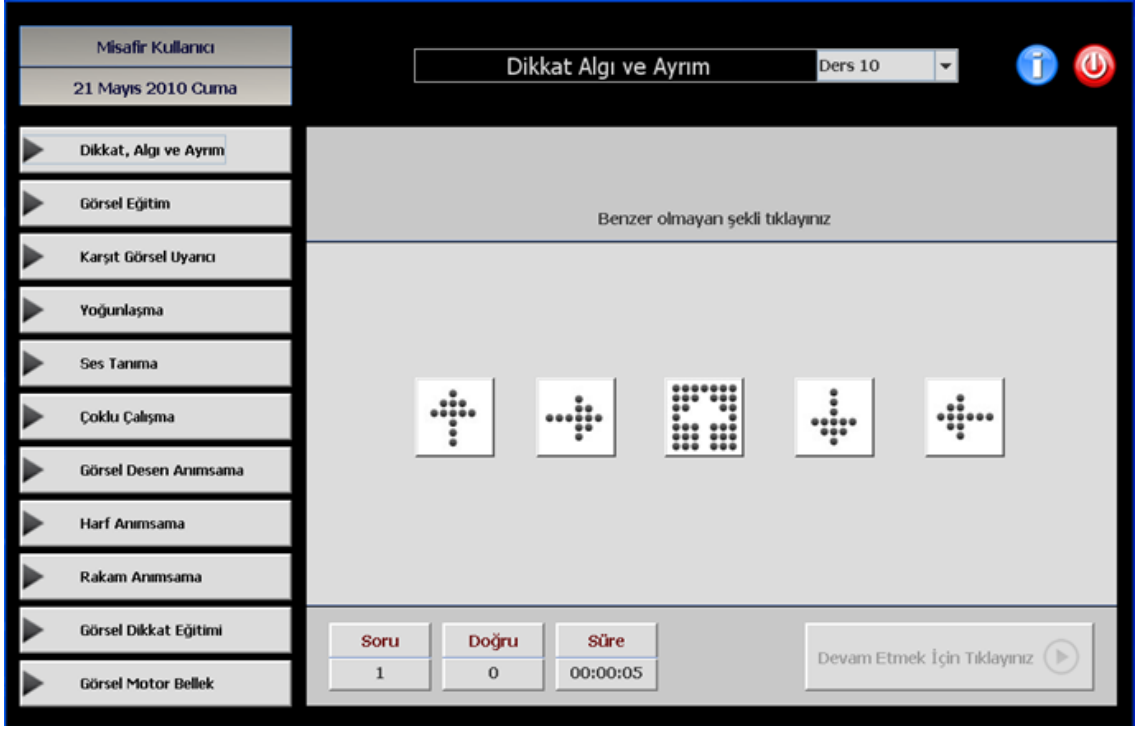 Misafir Kullanıcı
21 Mayıs 2010 Cuma
Dikkat Algı ve Ayrım
Ders 10
Dikkat, Algı ve Ayrım
Görsel Eğitim
Karşıt Görsel Uyarıcı
Yoğunlaşma
Ses Tanıma
Çoklu Çalışma
Görsel Desen Anımsama
Harf Anımsama
Rakam Anımsama
Görsel Dikkat Eğitimi
Görsel Motor Bellek
Benzer olmayan şekli tıklayınız
Soru
1
Doğru
0
Süre
00:00:05
Devam Etmek İçin Tıklayınız